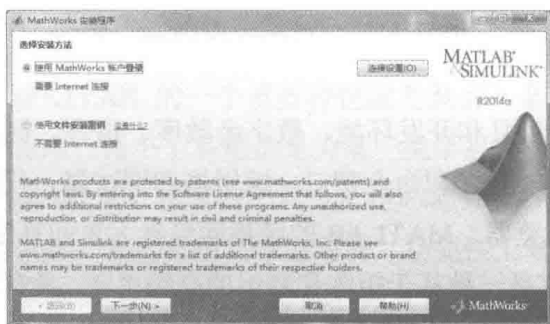 MathWorks 安装程序
选择安装方法
使用 MathWorks 帐户登录
连接设置(O)
需要 Internet 连接
MATLAB
&SIMULINK
R2014a
使用文件安装密钥 这是什么?
不需要 Internet 连接
MathWorks products are protected by patents (see www.mathworks.com/patents) and
copyright laws. By entering into the Software License Agreement that follows, you will also
agree to additional restrictions on your use of these programs. Any unauthorized use,
reproduction, or distribution may result in civil and criminal penalties.
MATLAB and Simulink are registered trademarks of The MathWorks, Inc. Please see
www.mathworks.com/trademarks for a list of additional trademarks. Other product or brand
names may be trademarks or registered trademarks of their respective holders.
下一步(N) >
取消
帮助(H)
MathWorks